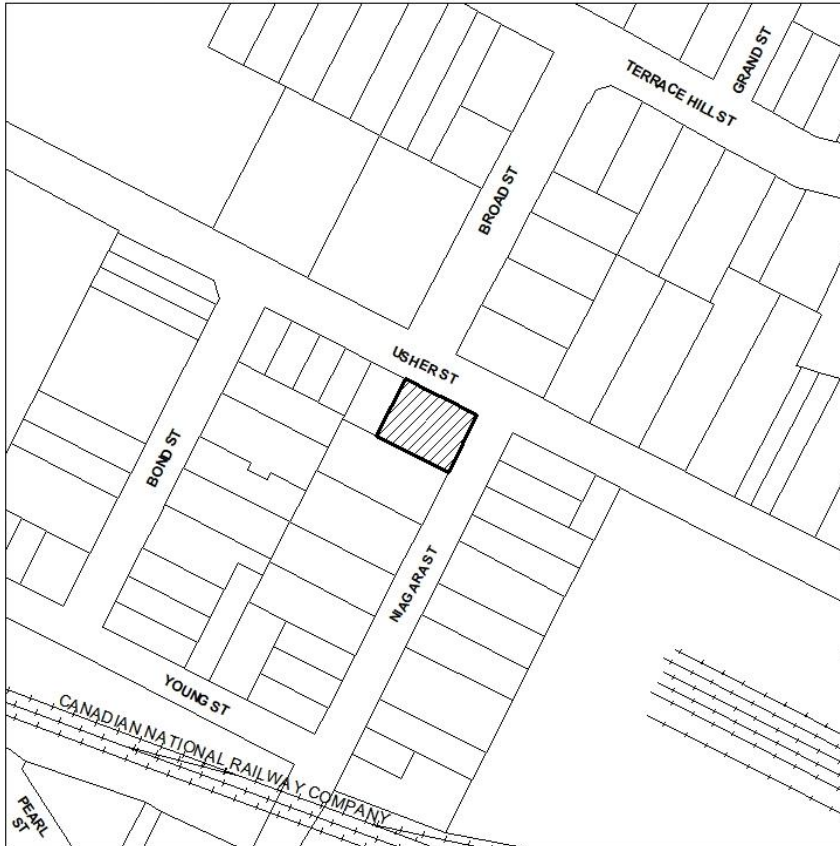 GRAND ST
TERRACE HILL ST
BROAD ST
USHER ST
BOND ST
NIAGARA ST
YOUNG ST
CANADIAN NATIONAL RAILWAY COMPANY
PEARL
ST